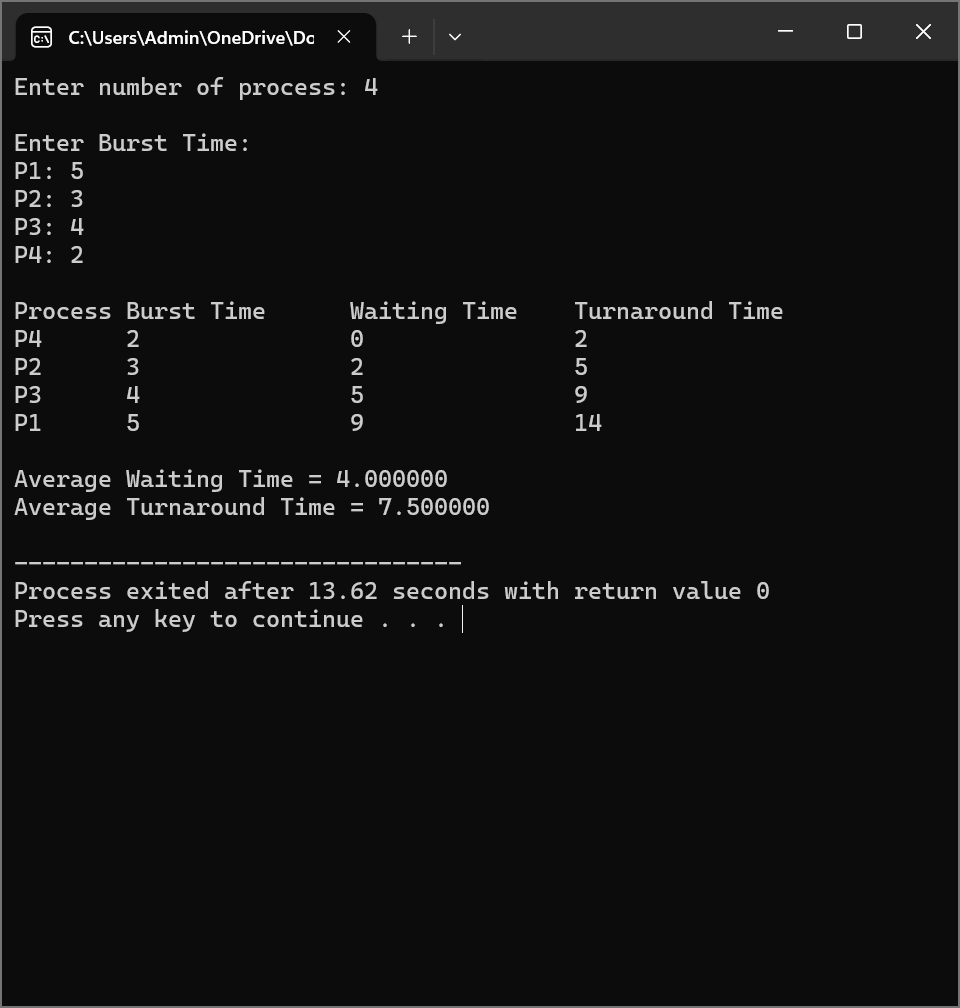 C:\Users\Admin\OneDrive\Do
Enter number of process: 4
Enter Burst Time:
P1: 5
P2: 3
P3: 4
P4: 2
Process Burst Time Waiting Time Turnaround Time
P4 2 0 2
P2 3 2 5
P3 4 5 9
P1 5 9 14
Average Waiting Time = 4.000000
Average Turnaround Time = 7.500000
--------------------------------
Process exited after 13.62 seconds with return value 0
Press any key to continue . . .